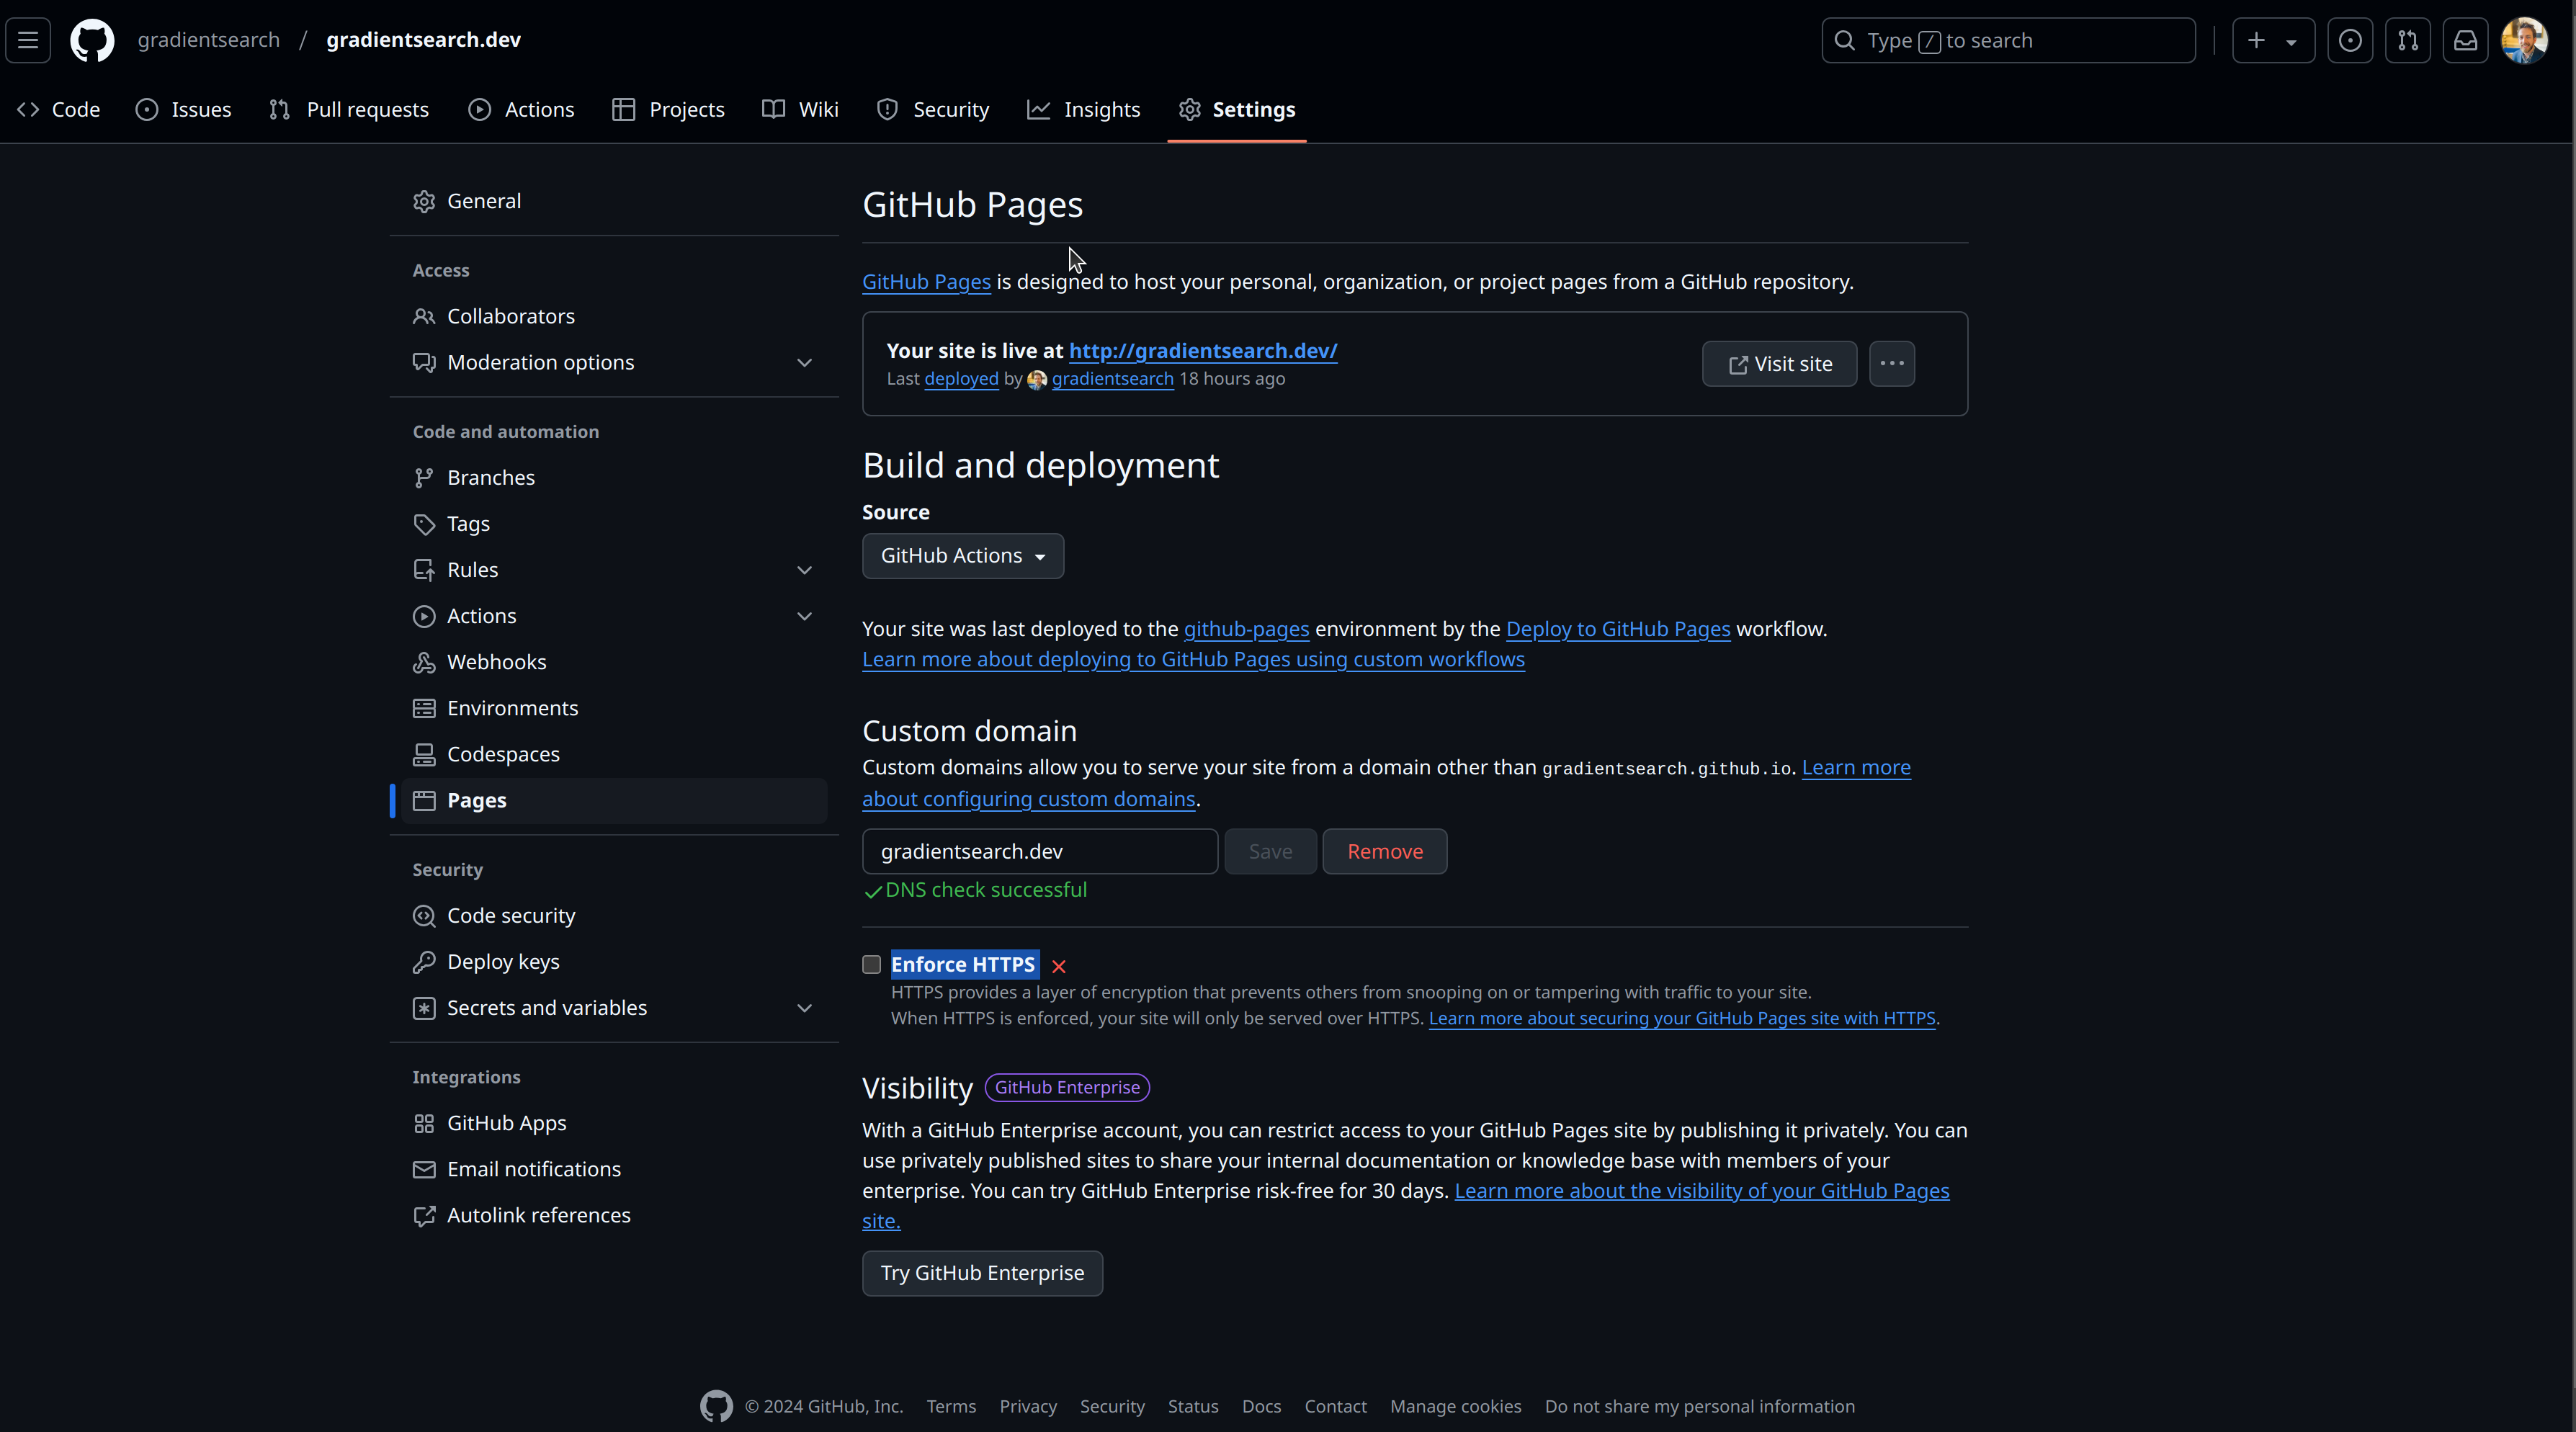 gradientsearch / gradientsearch.dev
Type / to search
Code
Issues
Pull requests
Actions
Projects
Wiki
Security
Insights
Settings
General
Access
Collaborators
Moderation options
Code and automation
Branches
Tags
Rules
Actions
Webhooks
Environments
Codespaces
Pages
Security
Code security
Deploy keys
Secrets and variables
Integrations
GitHub Apps
Email notifications
Autolink references
GitHub Pages
GitHub Pages is designed to host your personal, organization, or project pages from a GitHub repository.
Your site is live at http://gradientsearch.dev/
Last deployed by gradientsearch 18 hours ago
Visit site
Build and deployment
Source
GitHub Actions
Your site was last deployed to the github-pages environment by the Deploy to GitHub Pages workflow.
Learn more about deploying to GitHub Pages using custom workflows
Custom domain
Custom domains allow you to serve your site from a domain other than gradientsearch.github.io. Learn more
about configuring custom domains.
gradientsearch.dev
Save
Remove
DNS check successful
Enforce HTTPS
HTTPS provides a layer of encryption that prevents others from snooping on or tampering with traffic to your site.
When HTTPS is enforced, your site will only be served over HTTPS. Learn more about securing your GitHub Pages site with HTTPS.
Visibility GitHub Enterprise
With a GitHub Enterprise account, you can restrict access to your GitHub Pages site by publishing it privately. You can
use privately published sites to share your internal documentation or knowledge base with members of your
enterprise. You can try GitHub Enterprise risk-free for 30 days. Learn more about the visibility of your GitHub Pages
site.
Try GitHub Enterprise
© 2024 GitHub, Inc. Terms Privacy Security Status Docs Contact Manage cookies Do not share my personal information